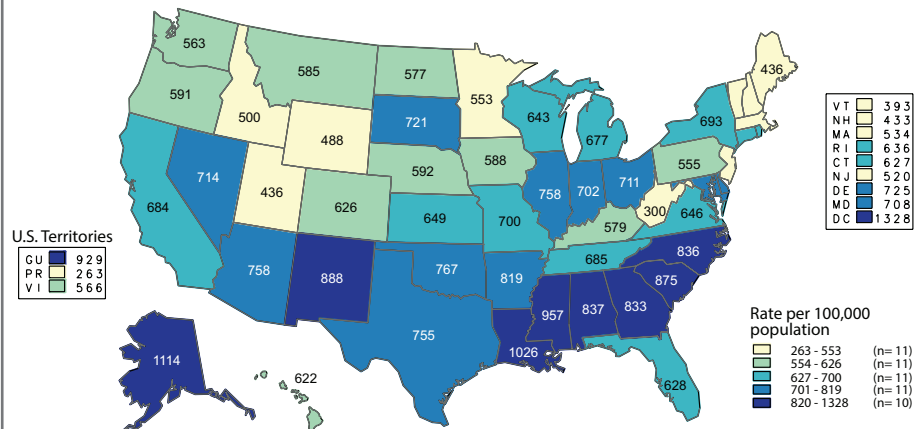 563
585
577
553
436
591
500
488
721
643
677
693
714
436
592
588
758
702
711
555
300
646
684
626
649
700
579
685
836
758
888
767
819
875
755
957
837
833
1026
628
1114
622
U.S. Territories
GU 929
PR 263
VI 566
VT 393
NH 433
MA 534
RI 636
CT 627
NJ 520
DE 725
MD 708
DC 1328
Rate per 100,000
population
263 - 553 (n= 11)
554 - 626 (n= 11)
627 - 700 (n= 11)
701 - 819 (n= 11)
820 - 1328 (n= 10)